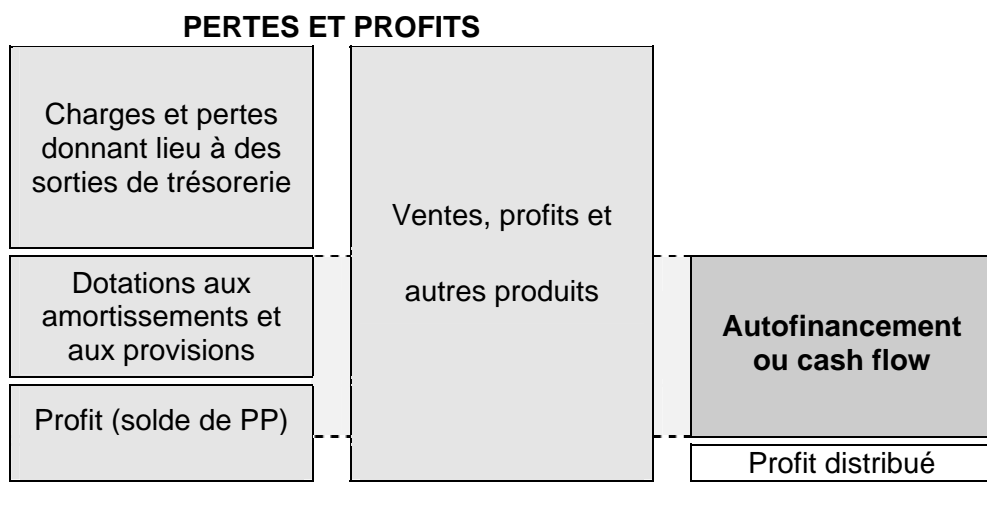 PERTES ET PROFITS
Charges et pertes
donnant lieu à des
sorties de trésorerie
Dotations aux
amortissements et
aux provisions
Profit (solde de PP)
Ventes, profits et
autres produits
Autofinancement
ou cash flow
Profit distribué